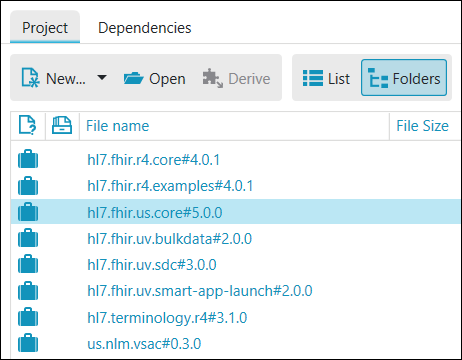 Project Dependencies
New... Open Derive List Folders
File name File Size
hl7.fhir.r4.core#4.0.1
hl7.fhir.r4.examples#4.0.1
hl7.fhir.us.core#5.0.0
hl7.fhir.uv.bulkdata#2.0.0
hl7.fhir.uv.sdc#3.0.0
hl7.fhir.uv.smart-app-launch#2.0.0
hl7.terminology.r4#3.1.0
us.nlm.vsac#0.3.0